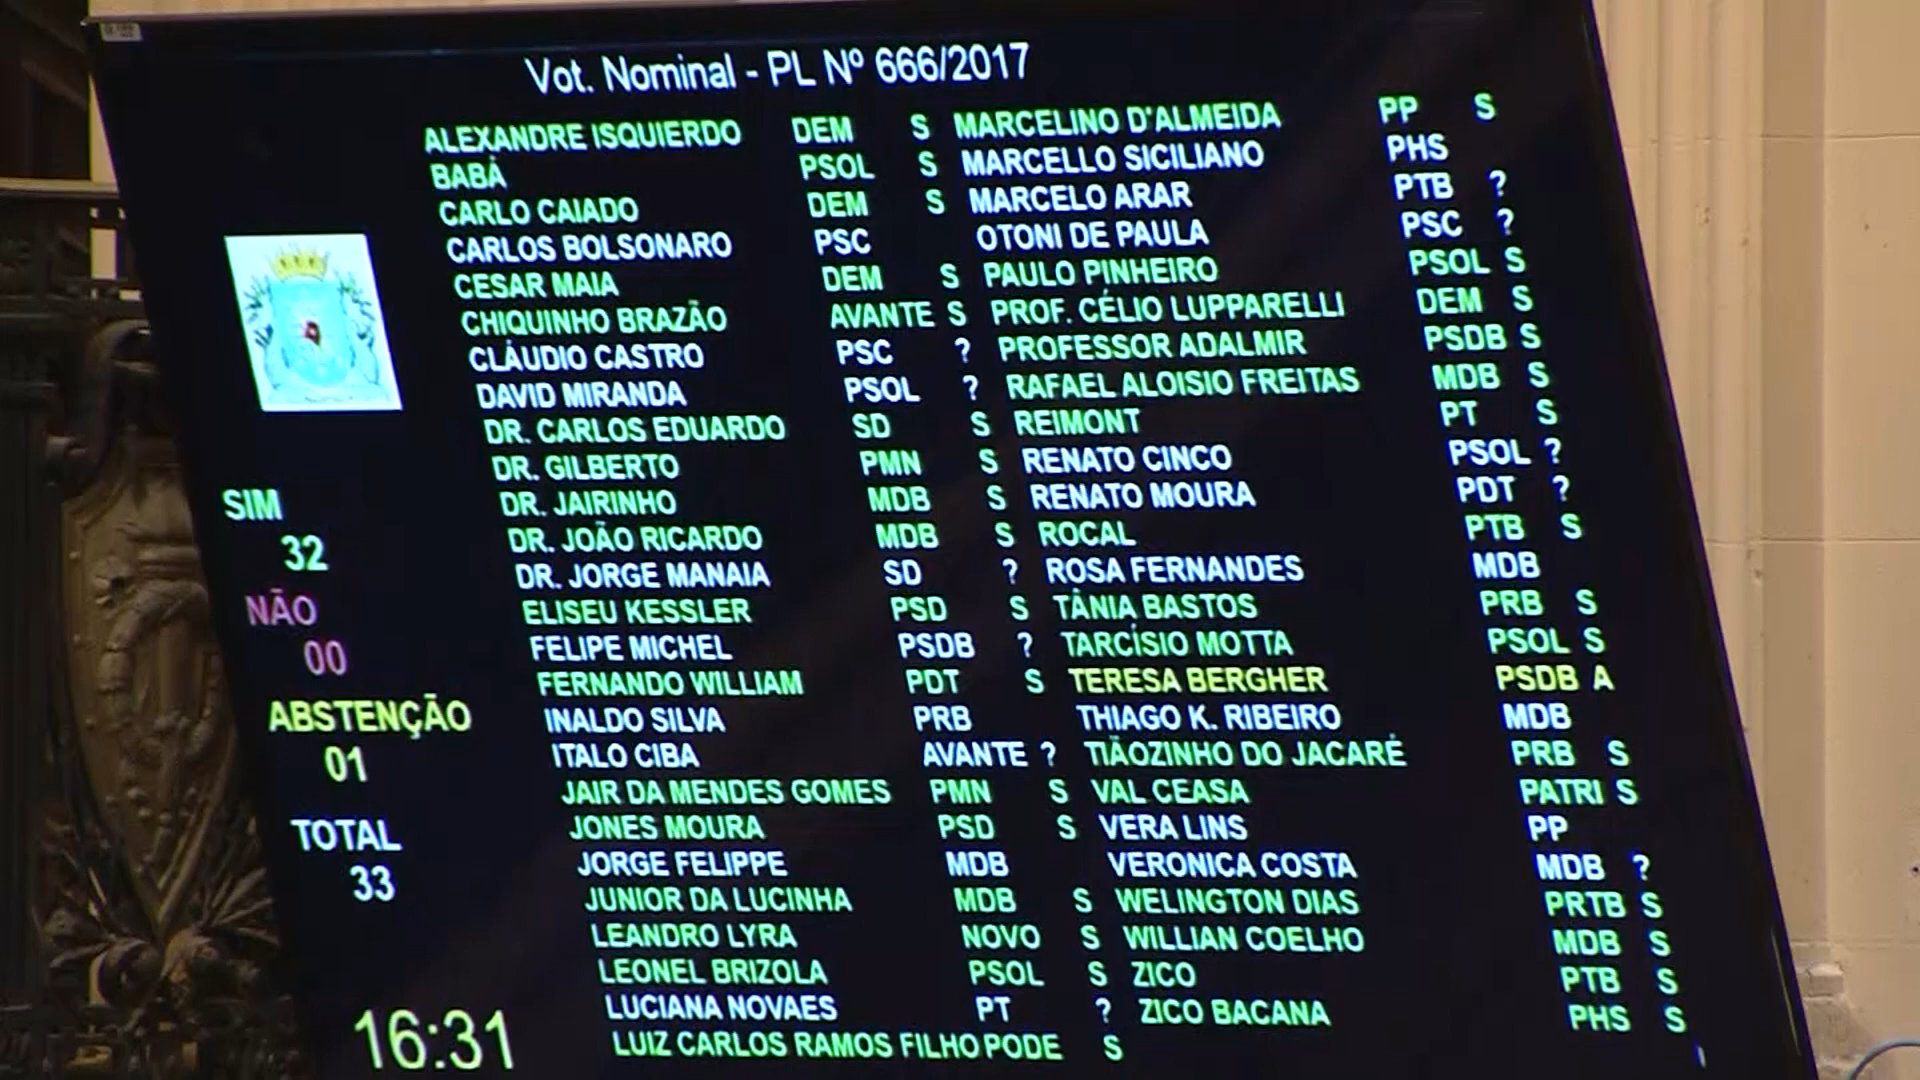 Vot. Nominal - PL Nº 666/2017
ALEXANDRE ISQUIERDO DEM S MARCELINO D'ALMEIDA PP S
BABÁ PSOL S MARCELLO SICILIANO PHS
CARLO CAIADO DEM S MARCELO ARAR PTB ?
CARLOS BOLSONARO PSC OTONI DE PAULA PSC ?
CESAR MAIA DEM S PAULO PINHEIRO PSOL S
CHIQUINHO BRAZÃO AVANTE S PROF. CÉLIO LUPPARELLI DEM S
CLÁUDIO CASTRO PSC ? PROFESSOR ADALMIR PSDB S
DAVID MIRANDA PSOL ? RAFAEL ALOISIO FREITAS MDB S
DR. CARLOS EDUARDO SD S REIMONT PT S
DR. GILBERTO PMN S RENATO CINCO PSOL ?
DR. JAIRINHO MDB S RENATO MOURA PDT ?
DR. JOÃO RICARDO MDB S ROCAL PTB S
DR. JORGE MANAIA SD ? ROSA FERNANDES MDB
ELISEU KESSLER PSD S TÂNIA BASTOS PRB S
FELIPE MICHEL PSDB ? TARCÍSIO MOTTA PSOL S
FERNANDO WILLIAM PDT S TERESA BERGHER PSDB A
INALDO SILVA PRB THIAGO K. RIBEIRO MDB
ITALO CIBA AVANTE ? TIÃOZINHO DO JACARÉ PRB S
JAIR DA MENDES GOMES PMN S VAL CEASA PATRI S
JONES MOURA PSD S VERA LINS PP
JORGE FELIPPE MDB VERONICA COSTA MDB ?
JUNIOR DA LUCINHA MDB S WELINGTON DIAS PRTB S
LEANDRO LYRA NOVO S WILLIAN COELHO MDB S
LEONEL BRIZOLA PSOL S ZICO PTB S
LUCIANA NOVAES PT ? ZICO BACANA PHS S
LUIZ CARLOS RAMOS FILHO PODE S
SIM
32
NÃO
00
ABSTENÇÃO
01
TOTAL
33
16:31